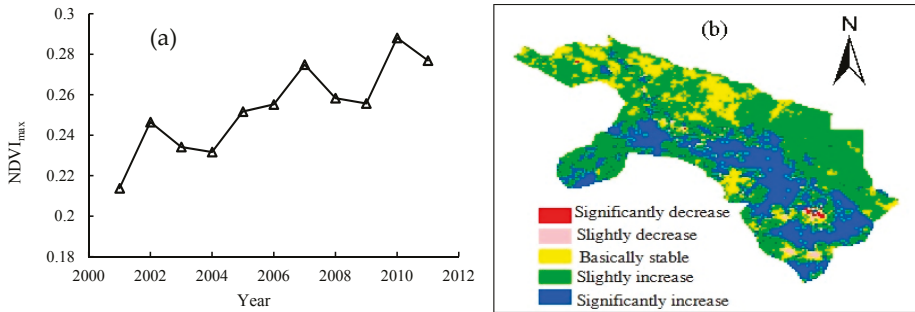 0.3
0.28
0.26
0.24
0.22
0.2
0.18
NDVImax
(a)
2000 2002 2004 2006 2008 2010 2012
Year
(b)
N
Significantly decrease
Slightly decrease
Basically stable
Slightly increase
Significantly increase